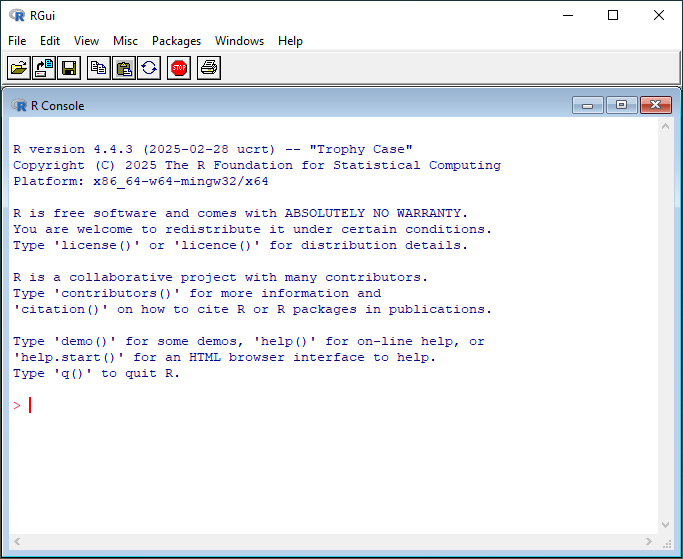 RGui
File Edit View Misc Packages Windows Help
STOP
R Console
R version 4.4.3 (2025-02-28 ucrt) -- "Trophy Case"
Copyright (C) 2025 The R Foundation for Statistical Computing
Platform: x86_64-w64-mingw32/x64
R is free software and comes with ABSOLUTELY NO WARRANTY.
You are welcome to redistribute it under certain conditions.
Type 'license()' or 'licence()' for distribution details.
R is a collaborative project with many contributors.
Type 'contributors()' for more information and
'citation()' on how to cite R or R packages in publications.
Type 'demo()' for some demos, 'help()' for on-line help, or
'help.start()' for an HTML browser interface to help.
Type 'q()' to quit R.
>